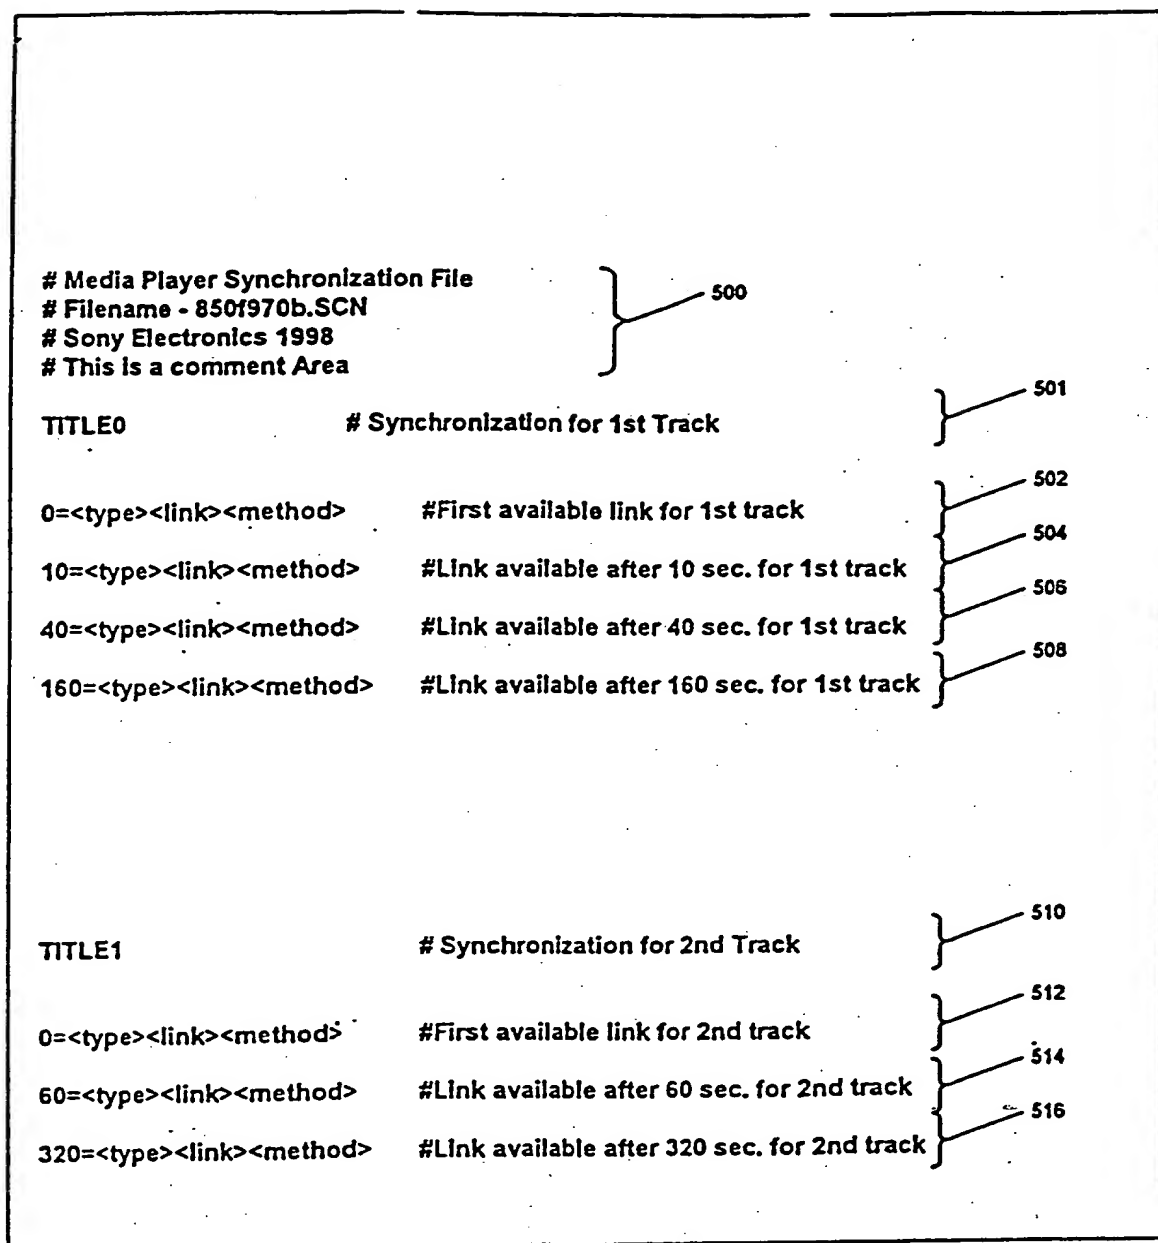 # Media Player Synchronization File
# Filename - 850f970b.SCN
# Sony Electronics 1998
# This is a comment Area
500
TITLE0 # Synchronization for 1st Track
501
0=<type><link><method> #First available link for 1st track
502
10=<type><link><method> #Link available after 10 sec. for 1st track
504
40=<type><link><method> #Link available after 40 sec. for 1st track
506
160=<type><link><method> #Link available after 160 sec. for 1st track
508
TITLE1 # Synchronization for 2nd Track
510
0=<type><link><method> #First available link for 2nd track
512
60=<type><link><method> #Link available after 60 sec. for 2nd track
514
320=<type><link><method> #Link available after 320 sec. for 2nd track
516